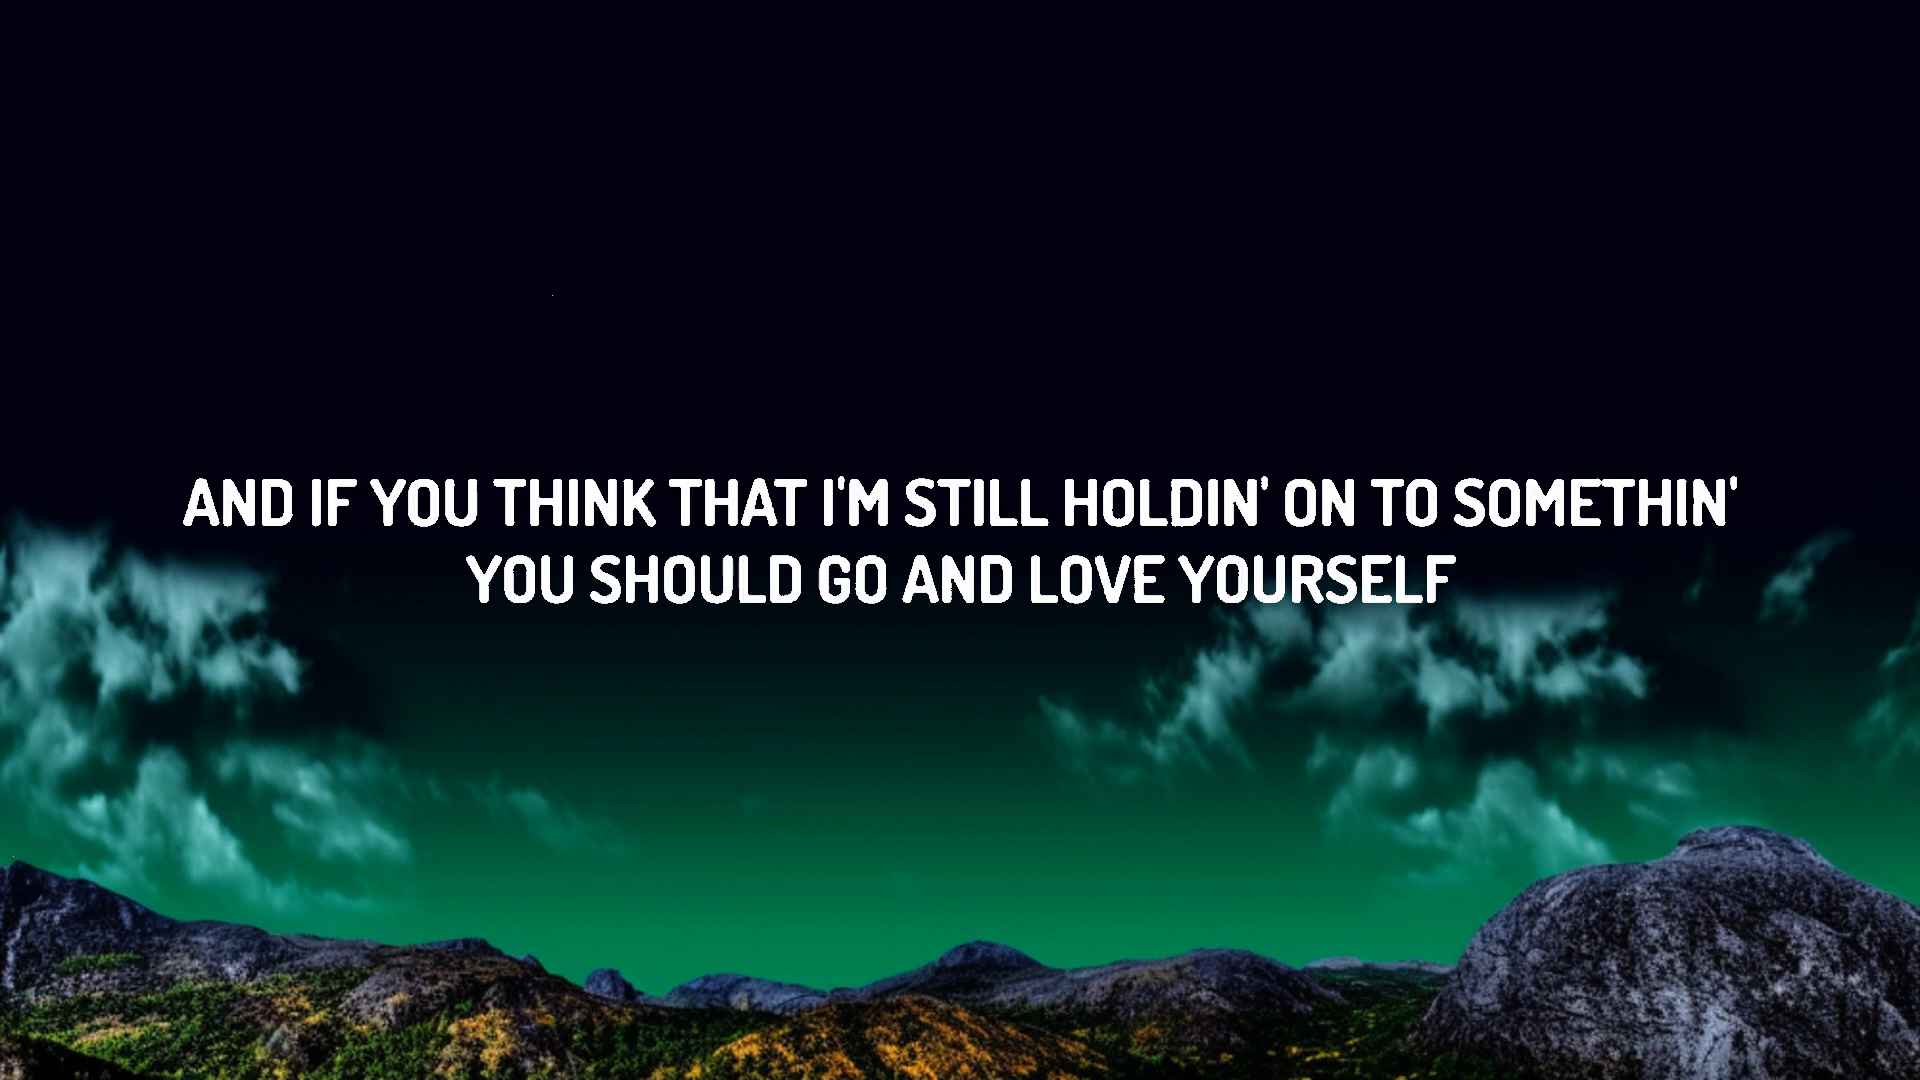 AND IF YOU THINK THAT I'M STILL HOLDIN' ON TO SOMETHIN'
YOU SHOULD GO AND LOVE YOURSELF